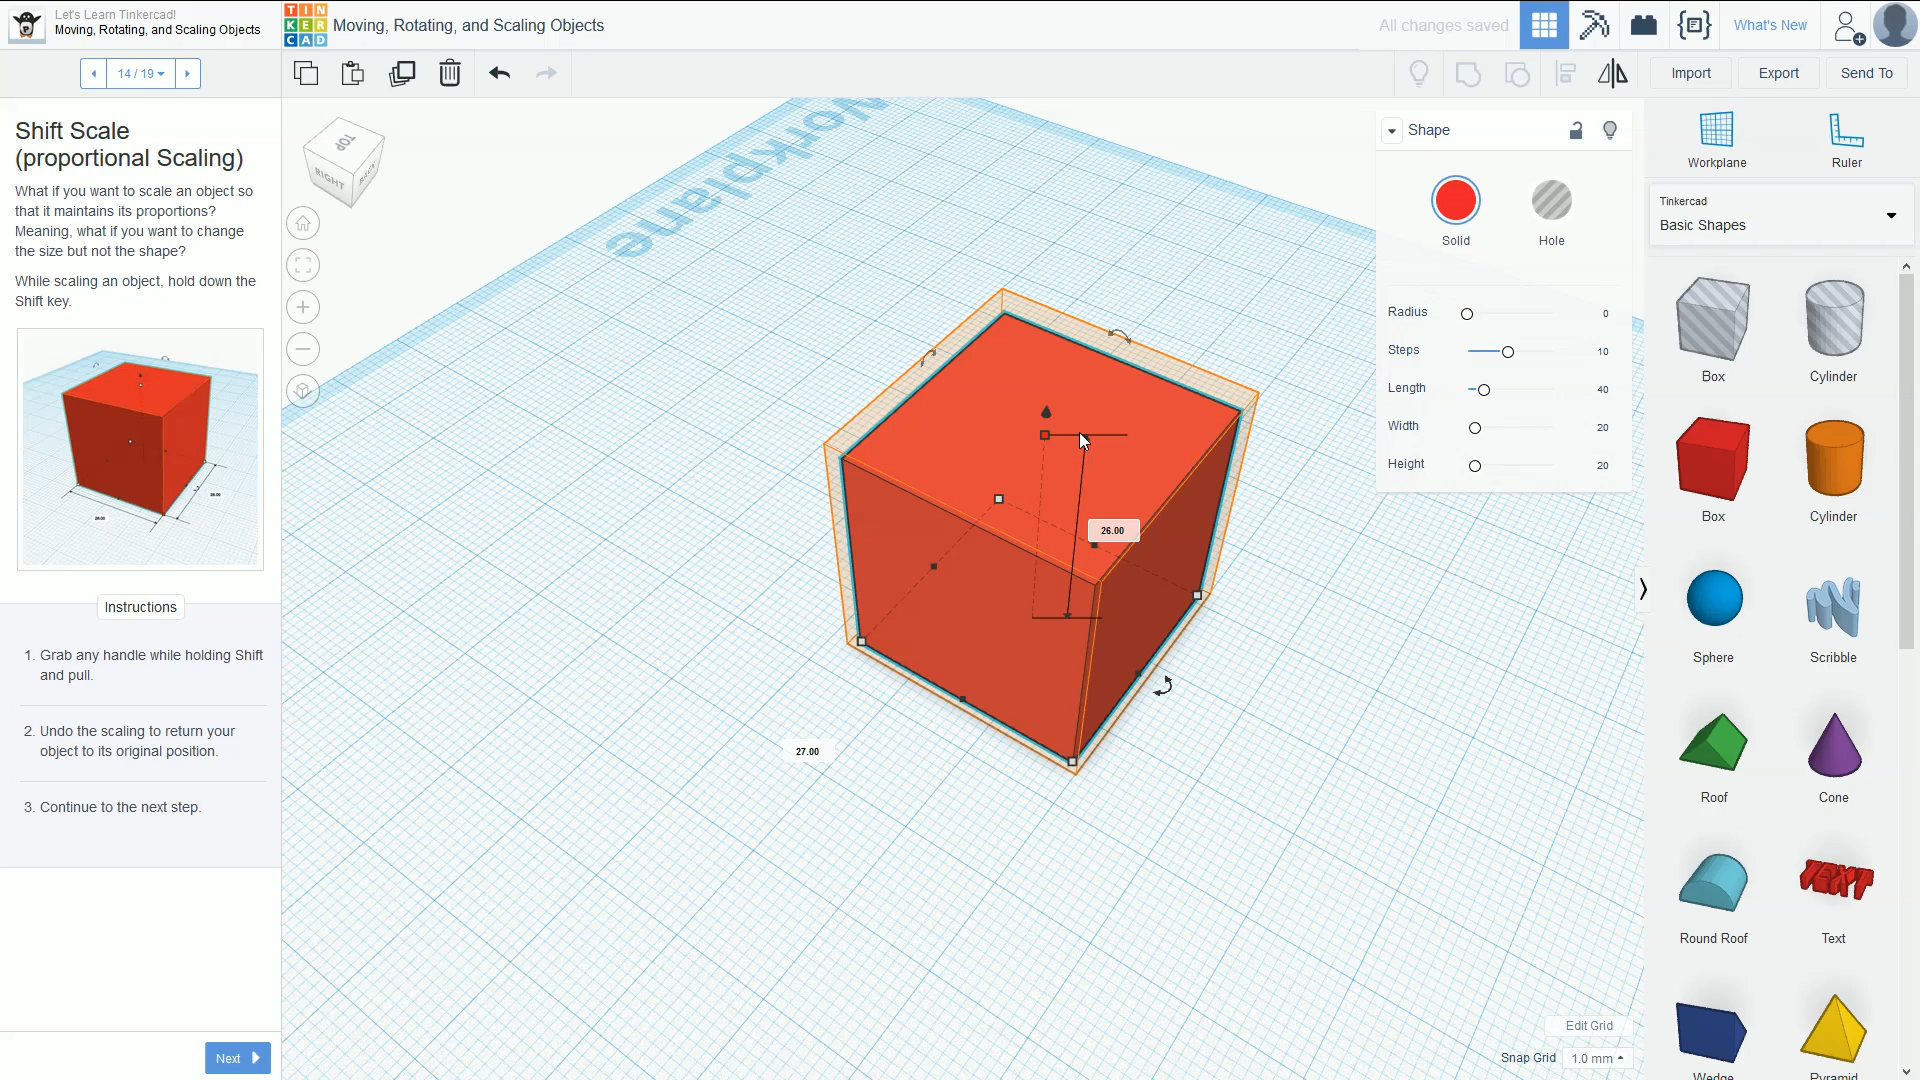 Let's Learn Tinkercad!
Moving, Rotating, and Scaling Objects
TIN
KER
CAD
Moving, Rotating, and Scaling Objects
All changes saved
What's New
14 / 19
Import
Export
Send To
Shift Scale
(proportional Scaling)
What if you want to scale an object so
that it maintains its proportions?
Meaning, what if you want to change
the size but not the shape?
While scaling an object, hold down the
Shift key.
Instructions
1. Grab any handle while holding Shift
and pull.
2. Undo the scaling to return your
object to its original position.
3. Continue to the next step.
Next
TOP
RIGHT
BACK
Workplane
26.00
27.00
Shape
Solid
Hole
Radius 0
Steps 10
Length 40
Width 20
Height 20
Edit Grid
Snap Grid 1.0 mm
Workplane
Ruler
Tinkercad
Basic Shapes
Box
Cylinder
Box
Cylinder
Sphere
Scribble
Roof
Cone
Round Roof
TEXT
Text
Wedge
Pyramid